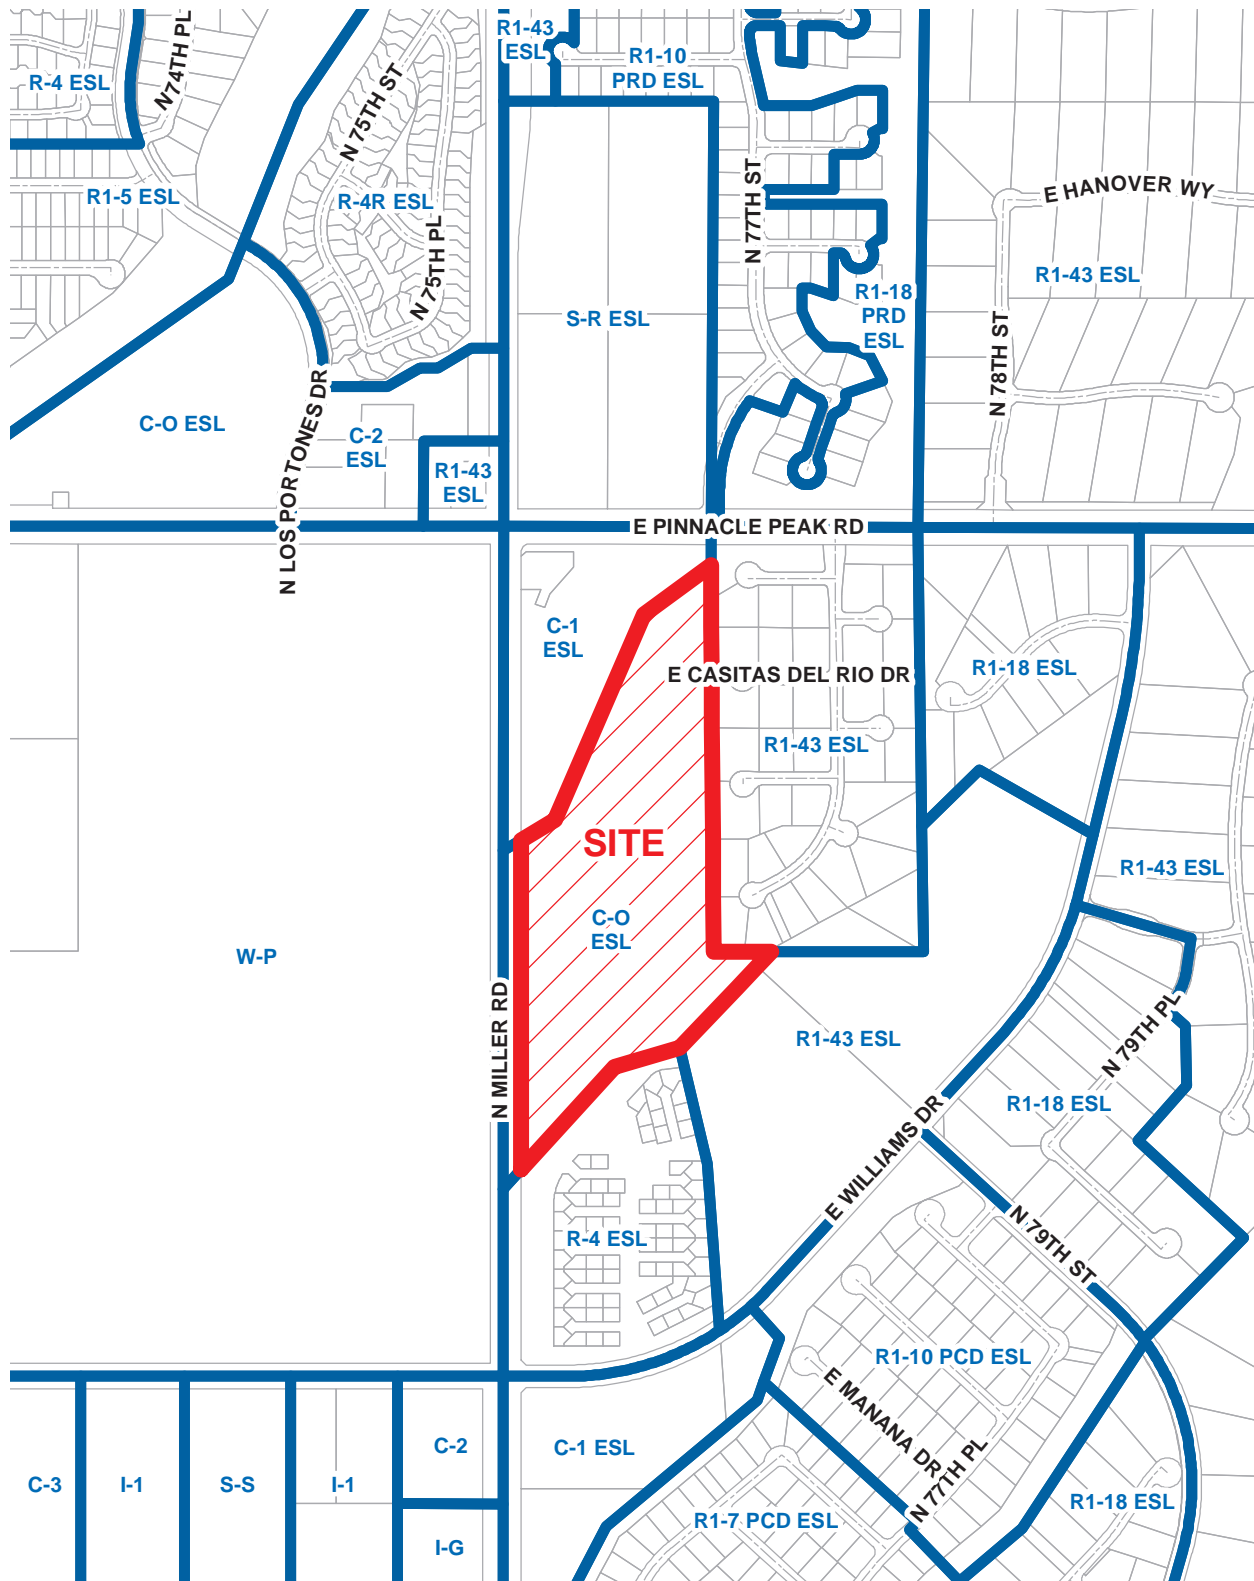 R1-43
ESL
R1-10
PRD ESL
R-4 ESL
N 74TH PL
N 75TH ST
R1-5 ESL
R-4R ESL
N 75TH PL
N 77TH ST
E HANOVER WY
R1-43 ESL
S-R ESL
R1-18
PRD
ESL
N 78TH ST
C-O ESL
N LOS PORTONES DR
C-2
ESL
R1-43
ESL
E PINNACLE PEAK RD
C-1
ESL
E CASITAS DEL RIO DR
R1-18 ESL
R1-43 ESL
SITE
C-O
ESL
R1-43 ESL
W-P
N MILLER RD
R1-43 ESL
N 79TH PL
R1-18 ESL
E WILLIAMS DR
R-4 ESL
N 79TH ST
R1-10 PCD ESL
E MANANA DR
N 77TH PL
C-2
C-1 ESL
C-3
I-1
S-S
I-1
R1-18 ESL
R1-7 PCD ESL
I-G